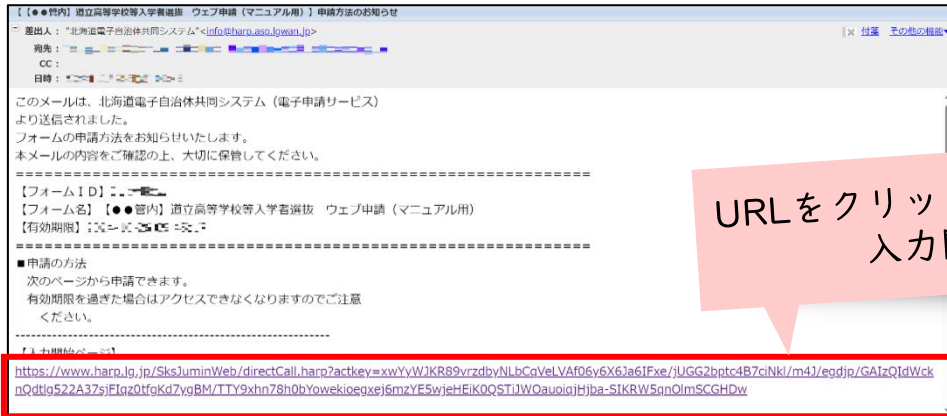 【【●●管内】道立高等学校等入学者選抜　ウェブ申請（マニュアル用）】申請方法のお知らせ
差出人： "北海道電子自治体共同システム"<info@harp.asp.lgwan.jp>
付箋　その他の機能▼
宛先：
CC：
日時：
このメールは、北海道電子自治体共同システム（電子申請サービス）
より送信されました。
フォームの申請方法をお知らせいたします。
本メールの内容をご確認の上、大切に保管してください。
==================================================================
【フォームＩＤ】
【フォーム名】【●●管内】道立高等学校等入学者選抜　ウェブ申請（マニュアル用）
【有効期限】
==================================================================
■申請の方法
次のページから申請できます。
有効期限を過ぎた場合はアクセスできなくなりますのでご注意
ください。
------------------------------------------------------------------
【入力開始ページ】
https://www.harp.lg.jp/SksJuminWeb/directCall.harp?actkey=xwYyWJKR89vrzdbyNLbCqVeLVAf06y6X6Ja6IFxe/jUGG2bptc4B7ciNkl/m4J/egdjp/GAIzQIdWck
nQdtlg522A37sjFIqz0tfgKd7ygBM/TTY9xhn78h0bYowekioegxej6mzYE5wjeHEiK0QSTiJWOauoiqjHjba-SIKRW5qnOlmSCGHDw
URLをクリッ
入力